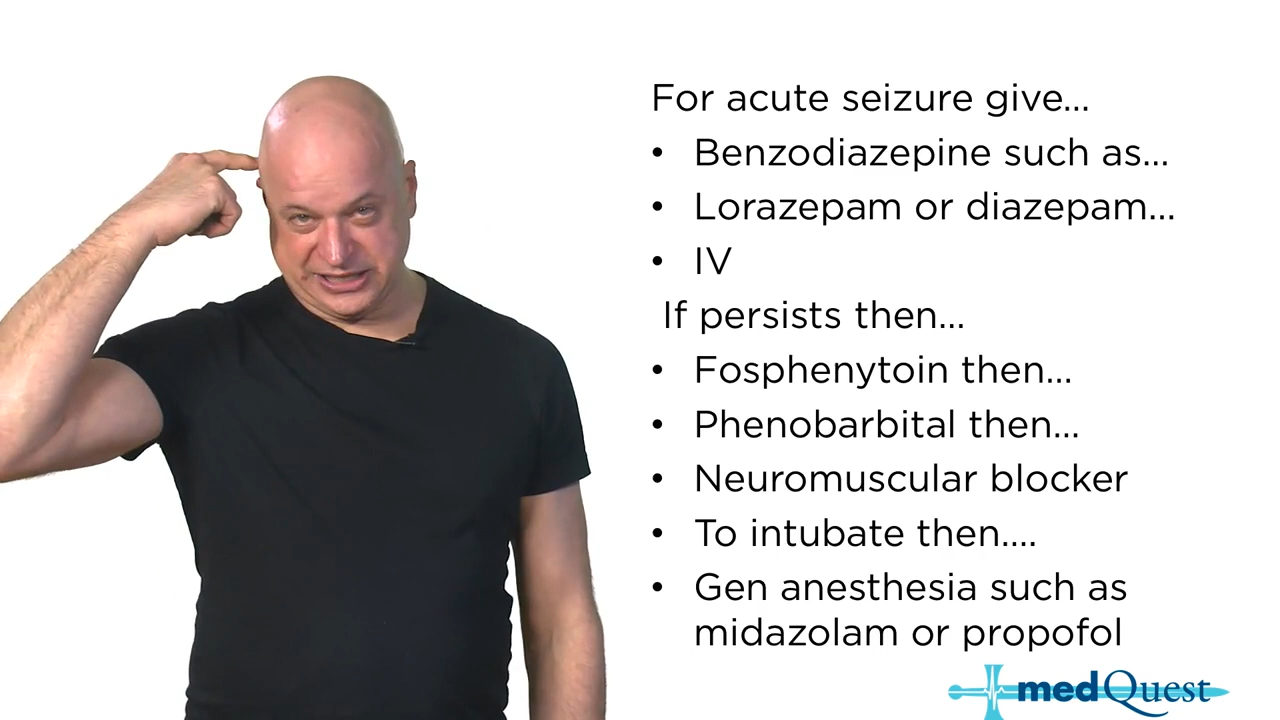 For acute seizure give...
• Benzodiazepine such as...
• Lorazepam or diazepam...
• IV
If persists then...
• Fosphenytoin then...
• Phenobarbital then...
• Neuromuscular blocker
• To intubate then....
• Gen anesthesia such as
midazolam or propofol
medQuest